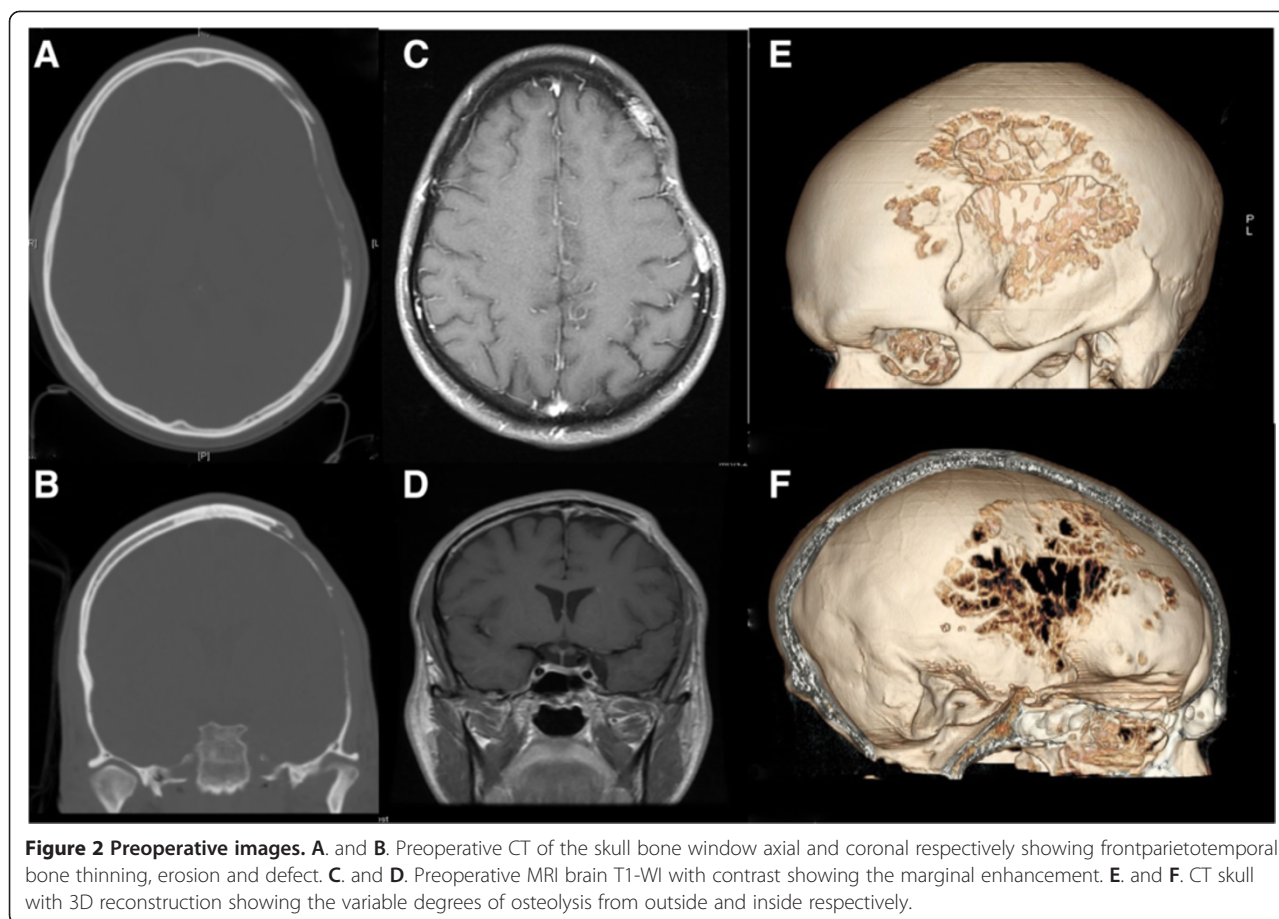 A
C
E
[R]
[L
P
L
[P]
B
D
F
Figure 2 Preoperative images. A. and B. Preoperative CT of the skull bone window axial and coronal respectively showing frontparietotemporal
bone thinning, erosion and defect. C. and D. Preoperative MRI brain T1-WI with contrast showing the marginal enhancement. E. and F. CT skull
with 3D reconstruction showing the variable degrees of osteolysis from outside and inside respectively.